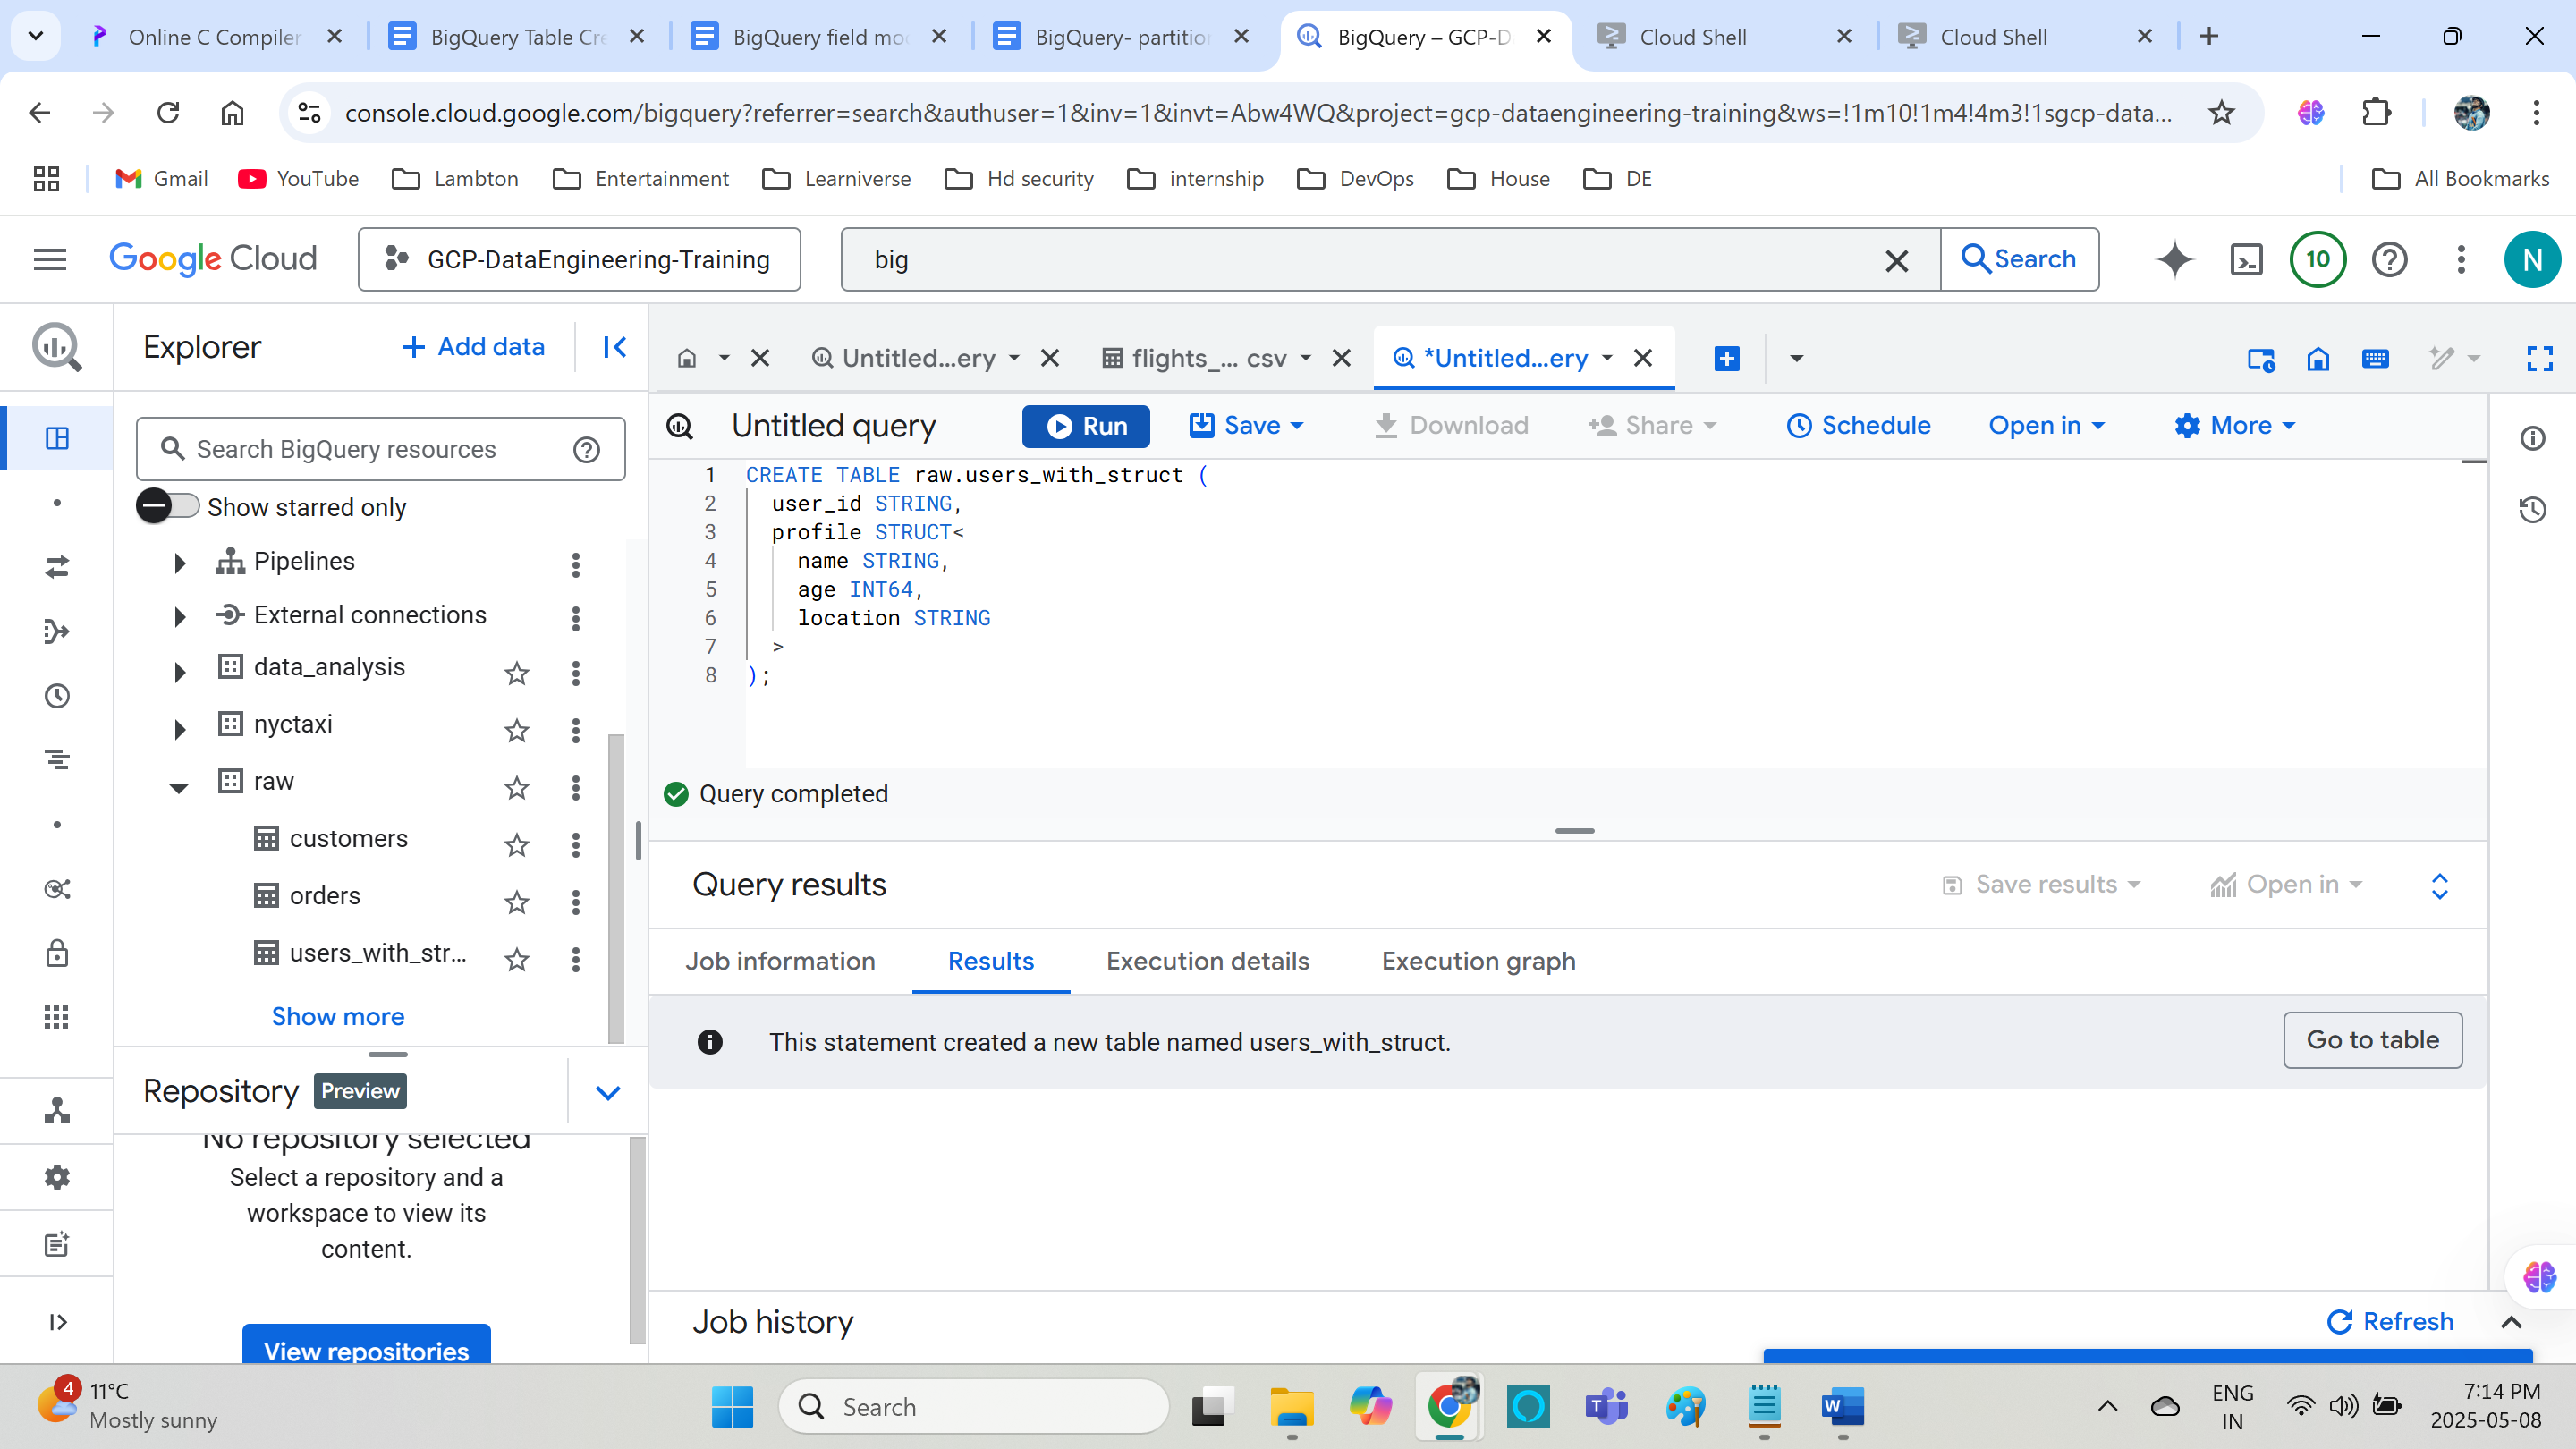 Online C Compiler
BigQuery Table Cre
BigQuery field mo
BigQuery- partition
BigQuery – GCP-D
Cloud Shell
Cloud Shell
console.cloud.google.com/bigquery?referrer=search&authuser=1&inv=1&invt=Abw4WQ&project=gcp-dataengineering-training&ws=!1m10!1m4!4m3!1sgcp-data...
Gmail
YouTube
Lambton
Entertainment
Learniverse
Hd security
internship
DevOps
House
DE
All Bookmarks
Google Cloud
GCP-DataEngineering-Training
big
Search
10
N
Explorer
+ Add data
Untitled...ery
flights_... csv
*Untitled...ery
Search BigQuery resources
Untitled query
Run
Save
Download
Share
Schedule
Open in
More
Show starred only
Pipelines
External connections
data_analysis
nyctaxi
raw
customers
orders
users_with_str...
Show more
1 CREATE TABLE raw.users_with_struct (
2 user_id STRING,
3 profile STRUCT<
4 name STRING,
5 age INT64,
6 location STRING
7 >
8 );
Query completed
Query results
Save results
Open in
Job information
Results
Execution details
Execution graph
This statement created a new table named users_with_struct.
Go to table
Repository Preview
No repository selected
Select a repository and a
workspace to view its
content.
View repositories
Job history
Refresh
4
11°C
Mostly sunny
Search
ENG
IN
7:14 PM
2025-05-08